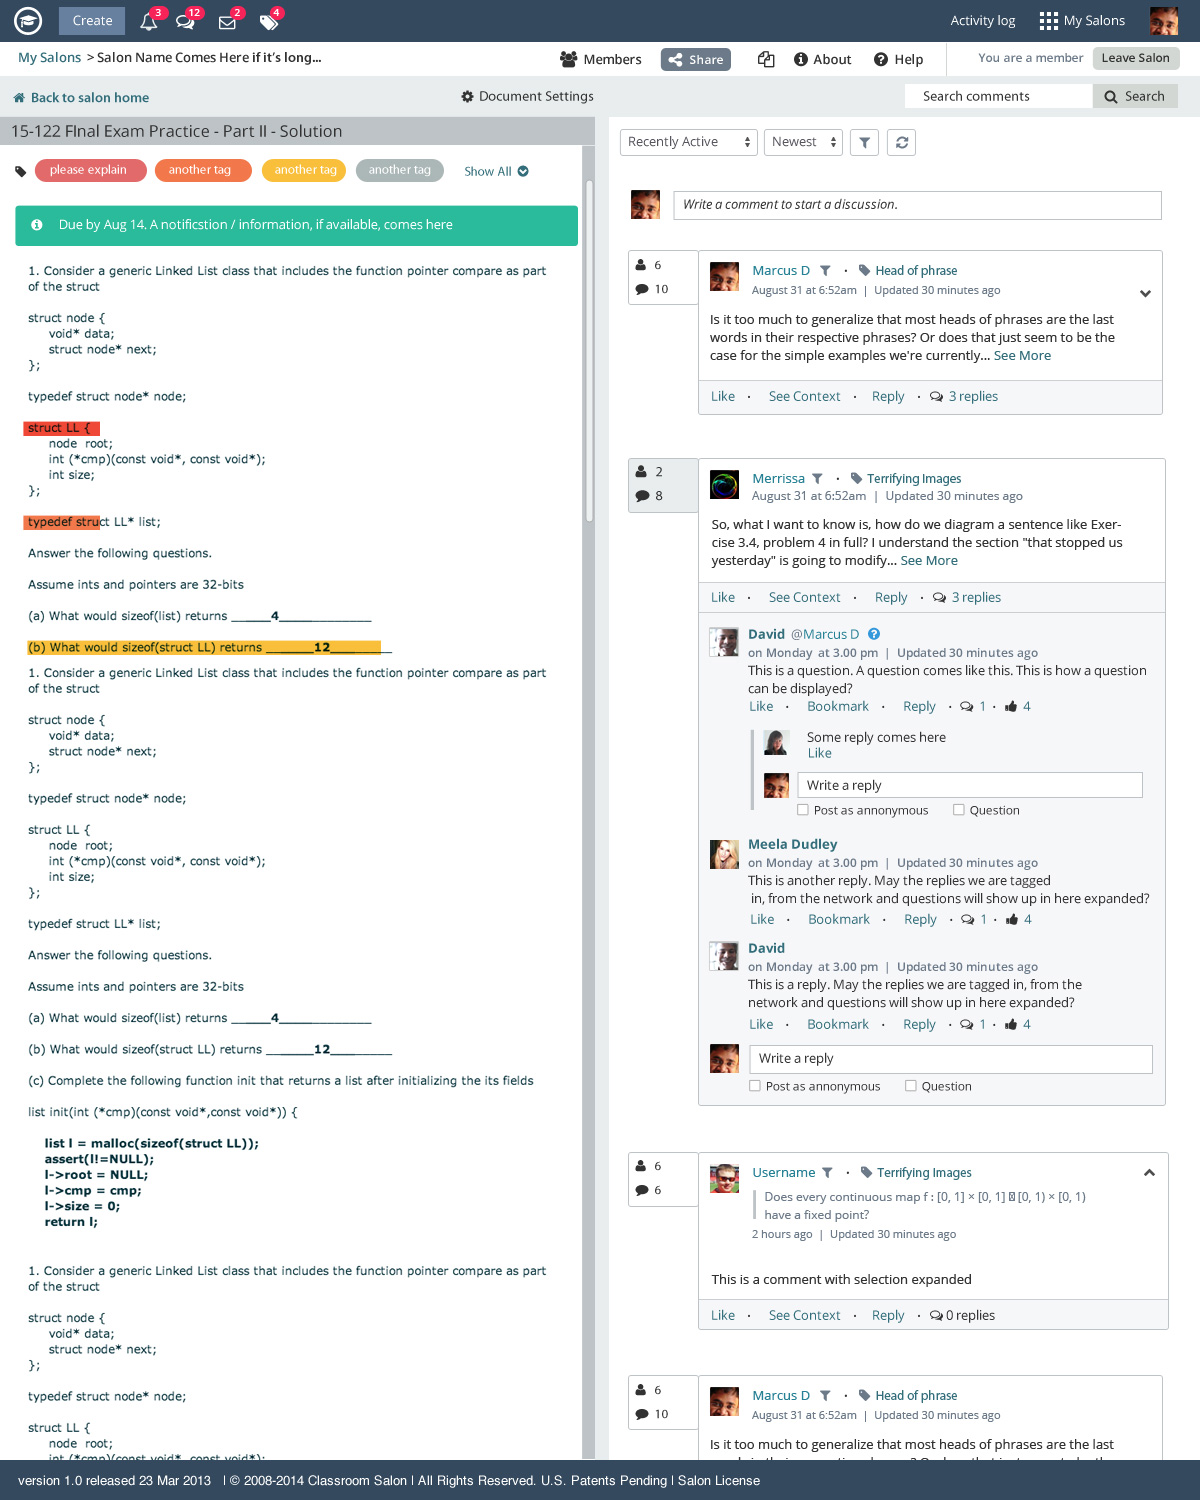 Create 3 12 2 4 Activity log My Salons
My Salons > Salon Name Comes Here if it's long... Members Share About Help You are a member Leave Salon
Back to salon home Document Settings Search comments Search
15-122 FInal Exam Practice - Part II - Solution
please explain another tag another tag another tag Show All
Due by Aug 14. A notificstion / information, if available, comes here
1. Consider a generic Linked List class that includes the function pointer compare as part
of the struct
struct node {
void* data;
struct node* next;
};
typedef struct node* node;
struct LL {
node root;
int (*cmp)(const void*, const void*);
int size;
};
typedef struct LL* list;
Answer the following questions.
Assume ints and pointers are 32-bits
(a) What would sizeof(list) returns ______4______________
(b) What would sizeof(struct LL) returns _______12_________
1. Consider a generic Linked List class that includes the function pointer compare as part
of the struct
struct node {
void* data;
struct node* next;
};
typedef struct node* node;
struct LL {
node root;
int (*cmp)(const void*, const void*);
int size;
};
typedef struct LL* list;
Answer the following questions.
Assume ints and pointers are 32-bits
(a) What would sizeof(list) returns ______4______________
(b) What would sizeof(struct LL) returns _______12_________
(c) Complete the following function init that returns a list after initializing the its fields
list init(int (*cmp)(const void*,const void*)) {
list l = malloc(sizeof(struct LL));
assert(l!=NULL);
l->root = NULL;
l->cmp = cmp;
l->size = 0;
return l;
1. Consider a generic Linked List class that includes the function pointer compare as part
of the struct
struct node {
void* data;
struct node* next;
};
typedef struct node* node;
struct LL {
node root;
int (*cmp)(const void*, const void*);
Recently Active Newest
Write a comment to start a discussion.
6
10
Marcus D · Head of phrase
August 31 at 6:52am | Updated 30 minutes ago
Is it too much to generalize that most heads of phrases are the last
words in their respective phrases? Or does that just seem to be the
case for the simple examples we're currently... See More
Like · See Context · Reply · 3 replies
2
8
Merrissa · Terrifying Images
August 31 at 6:52am | Updated 30 minutes ago
So, what I want to know is, how do we diagram a sentence like Exer-
cise 3.4, problem 4 in full? I understand the section "that stopped us
yesterday" is going to modify... See More
Like · See Context · Reply · 3 replies
David @Marcus D
on Monday at 3.00 pm | Updated 30 minutes ago
This is a question. A question comes like this. This is how a question
can be displayed?
Like · Bookmark · Reply · 1 · 4
Some reply comes here
Like
Write a reply
Post as annonymous Question
Meela Dudley
on Monday at 3.00 pm | Updated 30 minutes ago
This is another reply. May the replies we are tagged
in, from the network and questions will show up in here expanded?
Like · Bookmark · Reply · 1 · 4
David
on Monday at 3.00 pm | Updated 30 minutes ago
This is a reply. May the replies we are tagged in, from the
network and questions will show up in here expanded?
Like · Bookmark · Reply · 1 · 4
Write a reply
Post as annonymous Question
6
6
Username · Terrifying Images
Does every continuous map f : [0, 1] × [0, 1] [0, 1) × [0, 1)
have a fixed point?
2 hours ago | Updated 30 minutes ago
This is a comment with selection expanded
Like · See Context · Reply · 0 replies
6
10
Marcus D · Head of phrase
August 31 at 6:52am | Updated 30 minutes ago
Is it too much to generalize that most heads of phrases are the last
version 1.0 released 23 Mar 2013 | © 2008-2014 Classroom Salon | All Rights Reserved. U.S. Patents Pending | Salon License